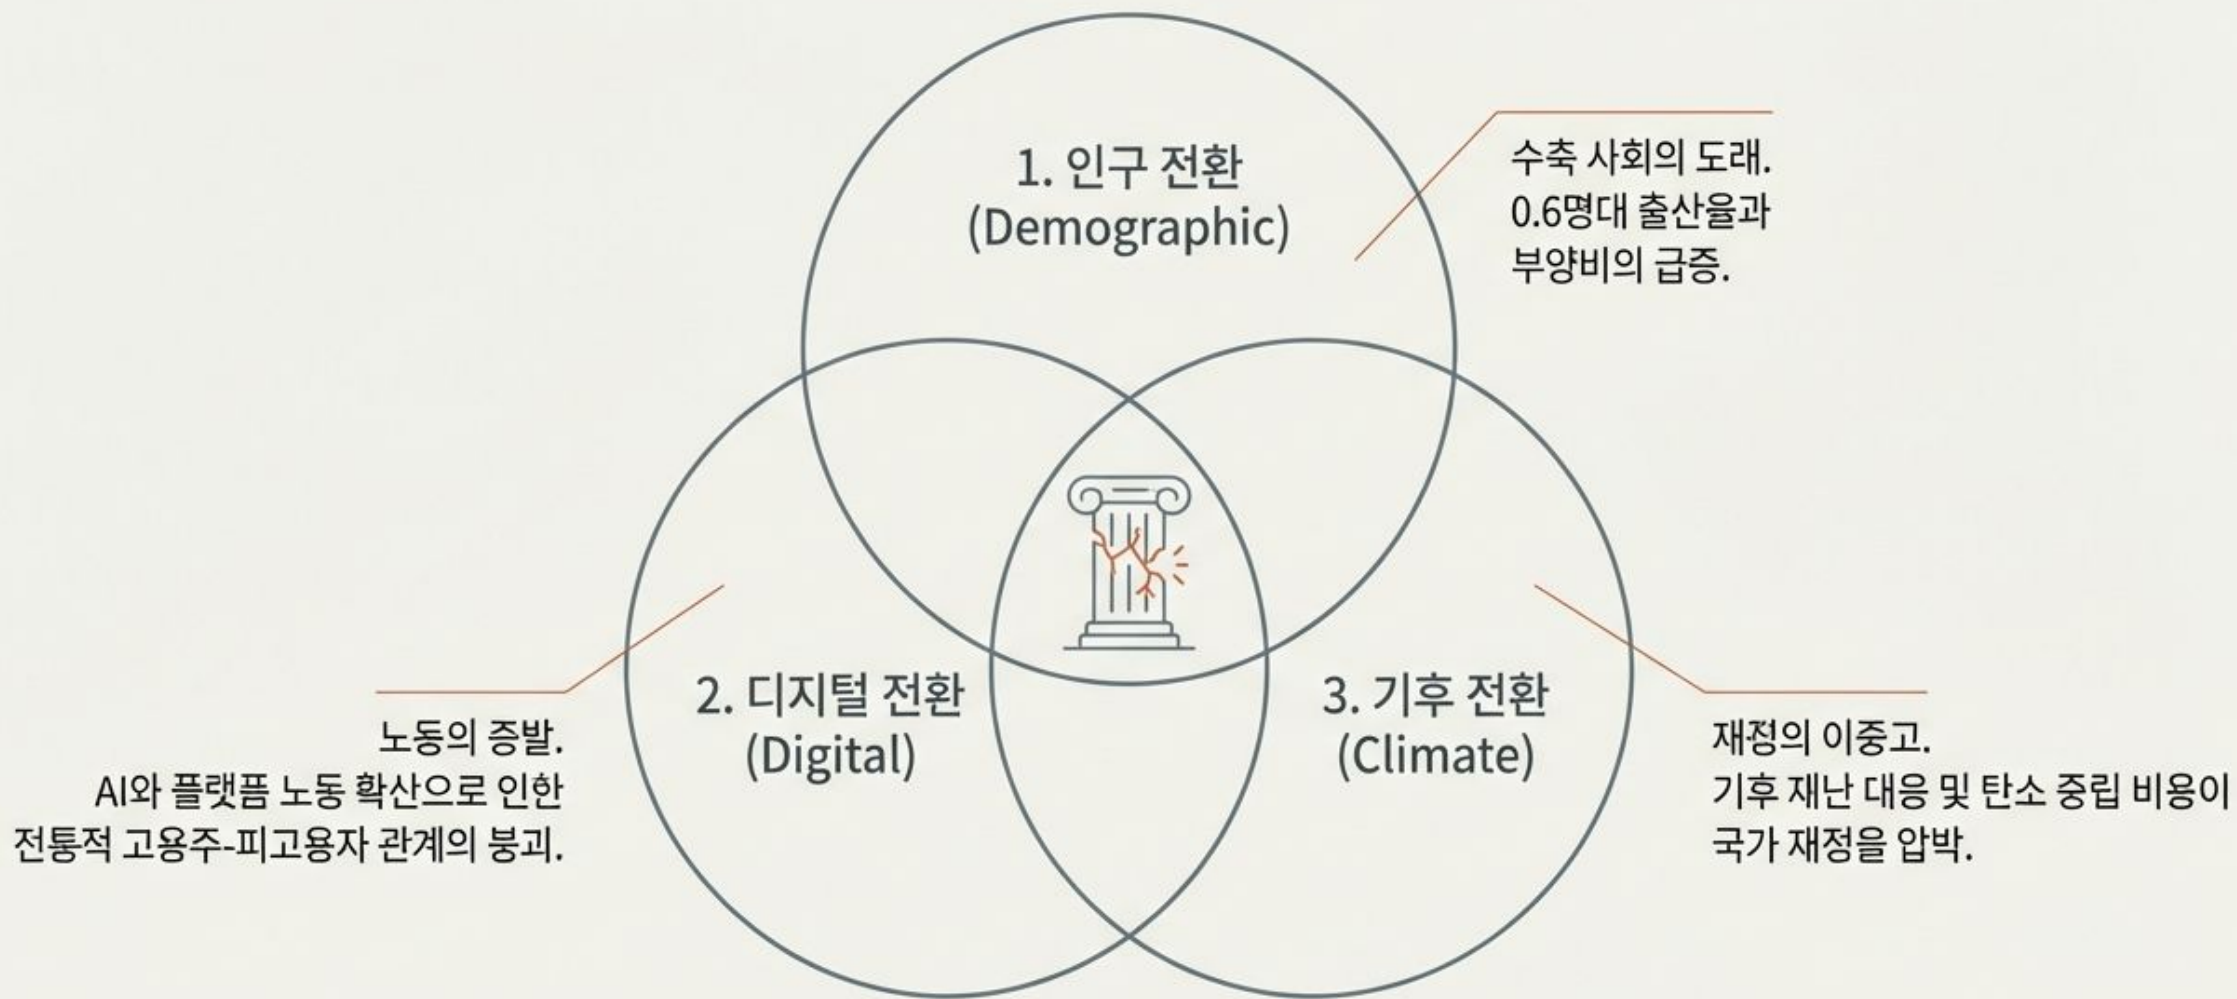 1. 인구 전환
(Demographic)
수축 사회의 도래.
0.6명대 출산율과
부양비의 급증.
2. 디지털 전환
(Digital)
노동의 증발.
AI와 플랫폼 노동 확산으로 인한
전통적 고용주-피고용자 관계의 붕괴.
3. 기후 전환
(Climate)
재정의 이중고.
기후 재난 대응 및 탄소 중립 비용이
국가 재정을 압박.